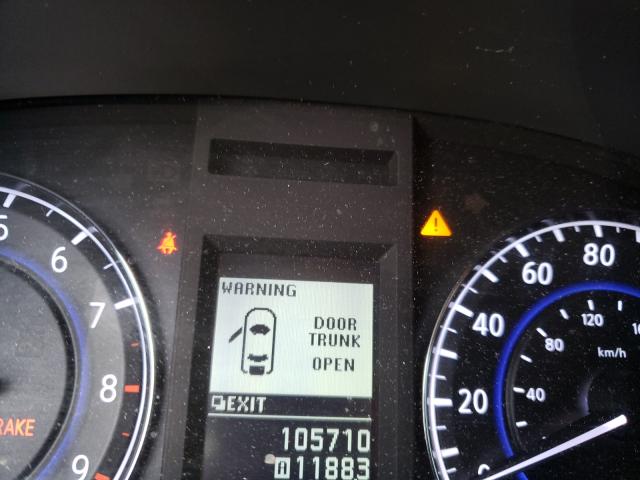 5
6
7
8
9
RAKE
WARNING
DOOR
TRUNK
OPEN
EXIT
105710
A 11883
80
60
40
20
0
120
80
40
km/h